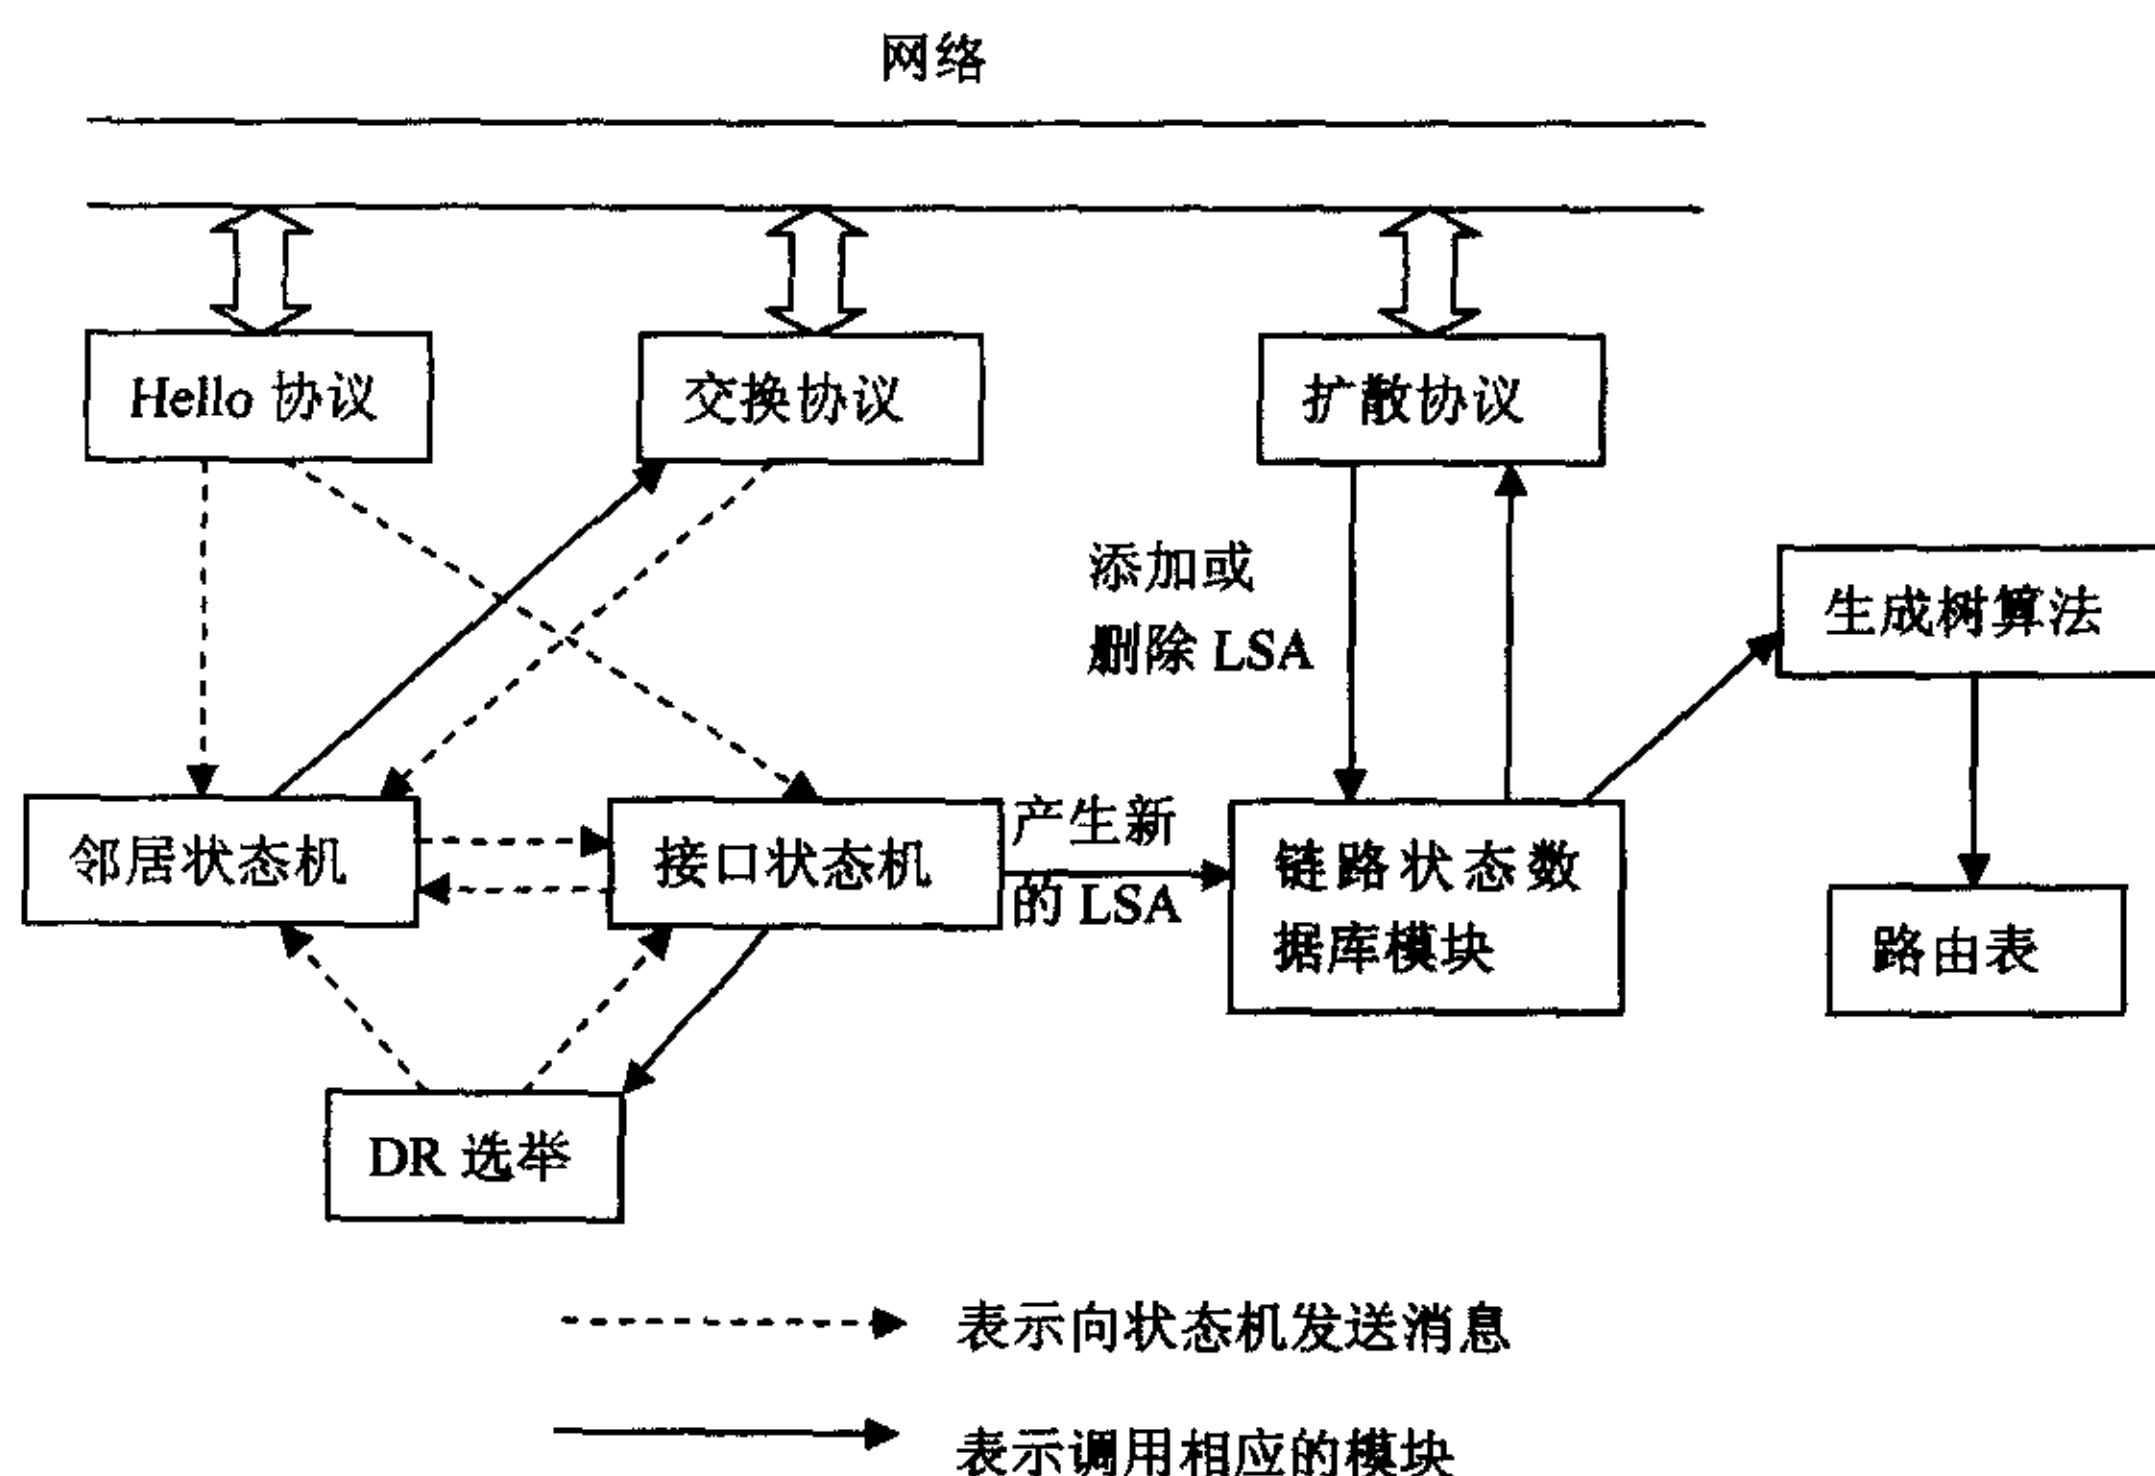 网络
Hello 协议
交换协议
扩散协议
添加或
删除 LSA
生成树算法
邻居状态机
接口状态机
产生新
的 LSA
链路状态数
据库模块
路由表
DR 选举
表示向状态机发送消息
表示调用相应的模块